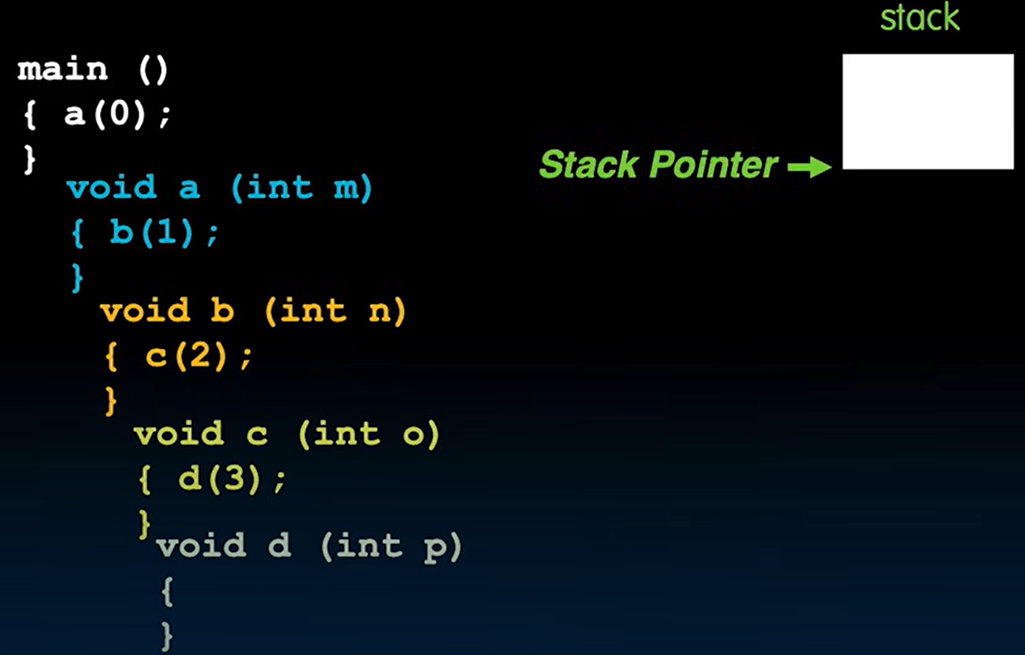 stack
main ()
{ a(0);
}
Stack Pointer
void a (int m)
{ b(1);
}
void b (int n)
{ c(2);
}
void c (int o)
{ d(3);
}
void d (int p)
{
}